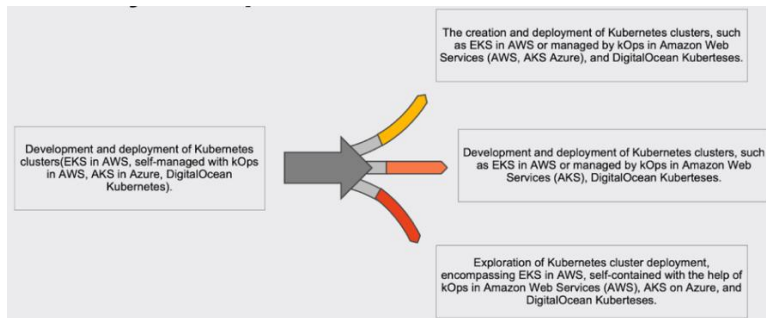 The creation and deployment of Kubernetes clusters, such
as EKS in AWS or managed by kOps in Amazon Web
Services (AWS, AKS Azure), and DigitalOcean Kuberteses.
Development and deployment of Kubernetes
clusters(EKS in AWS, self-managed with kOps
in AWS, AKS in Azure, DigitalOcean
Kubernetes).
Development and deployment of Kubernetes clusters, such
as EKS in AWS or managed by kOps in Amazon Web
Services (AKS), DigitalOcean Kuberteses.
Exploration of Kubernetes cluster deployment,
encompassing EKS in AWS, self-contained with the help of
kOps in Amazon Web Services (AWS), AKS on Azure, and
DigitalOcean Kuberteses.